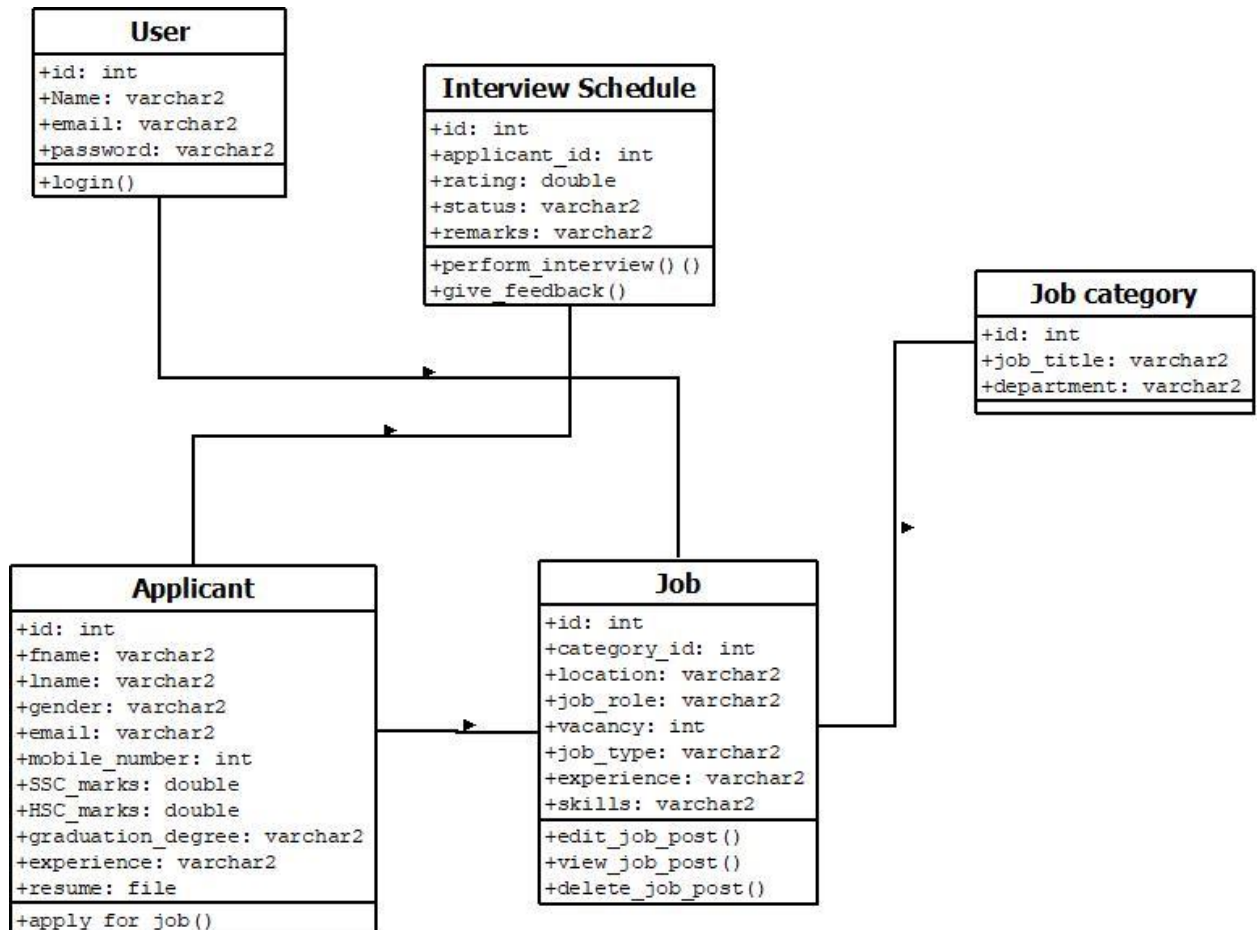 User
+id: int
+Name: varchar2
+email: varchar2
+password: varchar2
+login()
Interview Schedule
+id: int
+applicant_id: int
+rating: double
+status: varchar2
+remarks: varchar2
+perform_interview()()
+give_feedback()
Job category
+id: int
+job_title: varchar2
+department: varchar2
Applicant
+id: int
+fname: varchar2
+lname: varchar2
+gender: varchar2
+email: varchar2
+mobile_number: int
+SSC_marks: double
+HSC_marks: double
+graduation_degree: varchar2
+experience: varchar2
+resume: file
+apply for job()
Job
+id: int
+category_id: int
+location: varchar2
+job_role: varchar2
+vacancy: int
+job_type: varchar2
+experience: varchar2
+skills: varchar2
+edit_job_post()
+view_job_post()
+delete_job_post()